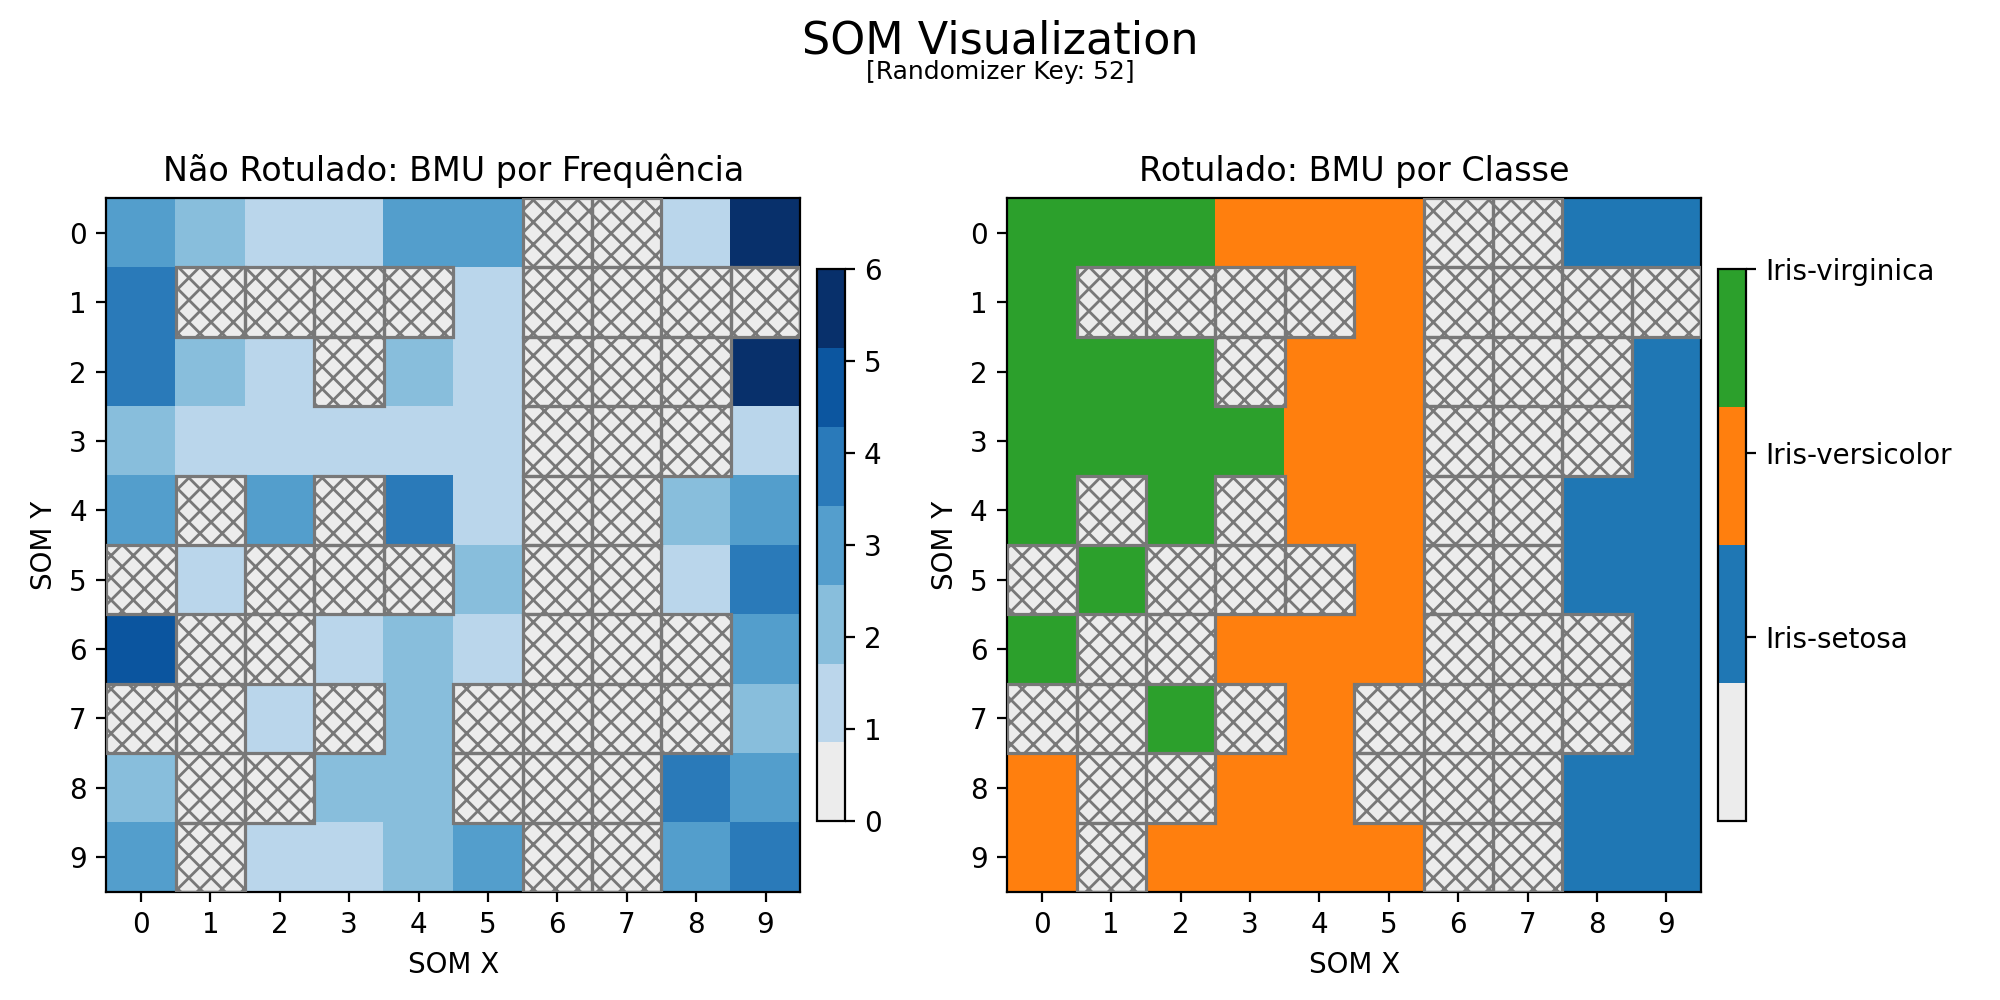 SOM Visualization
[Randomizer Key: 52]
Não Rotulado: BMU por Frequência
0
1
2
3
4
5
6
7
8
9
SOM Y
0 1 2 3 4 5 6 7 8 9
SOM X
6
5
4
3
2
1
0
Rotulado: BMU por Classe
0
1
2
3
4
5
6
7
8
9
SOM Y
0 1 2 3 4 5 6 7 8 9
SOM X
Iris-virginica
Iris-versicolor
Iris-setosa